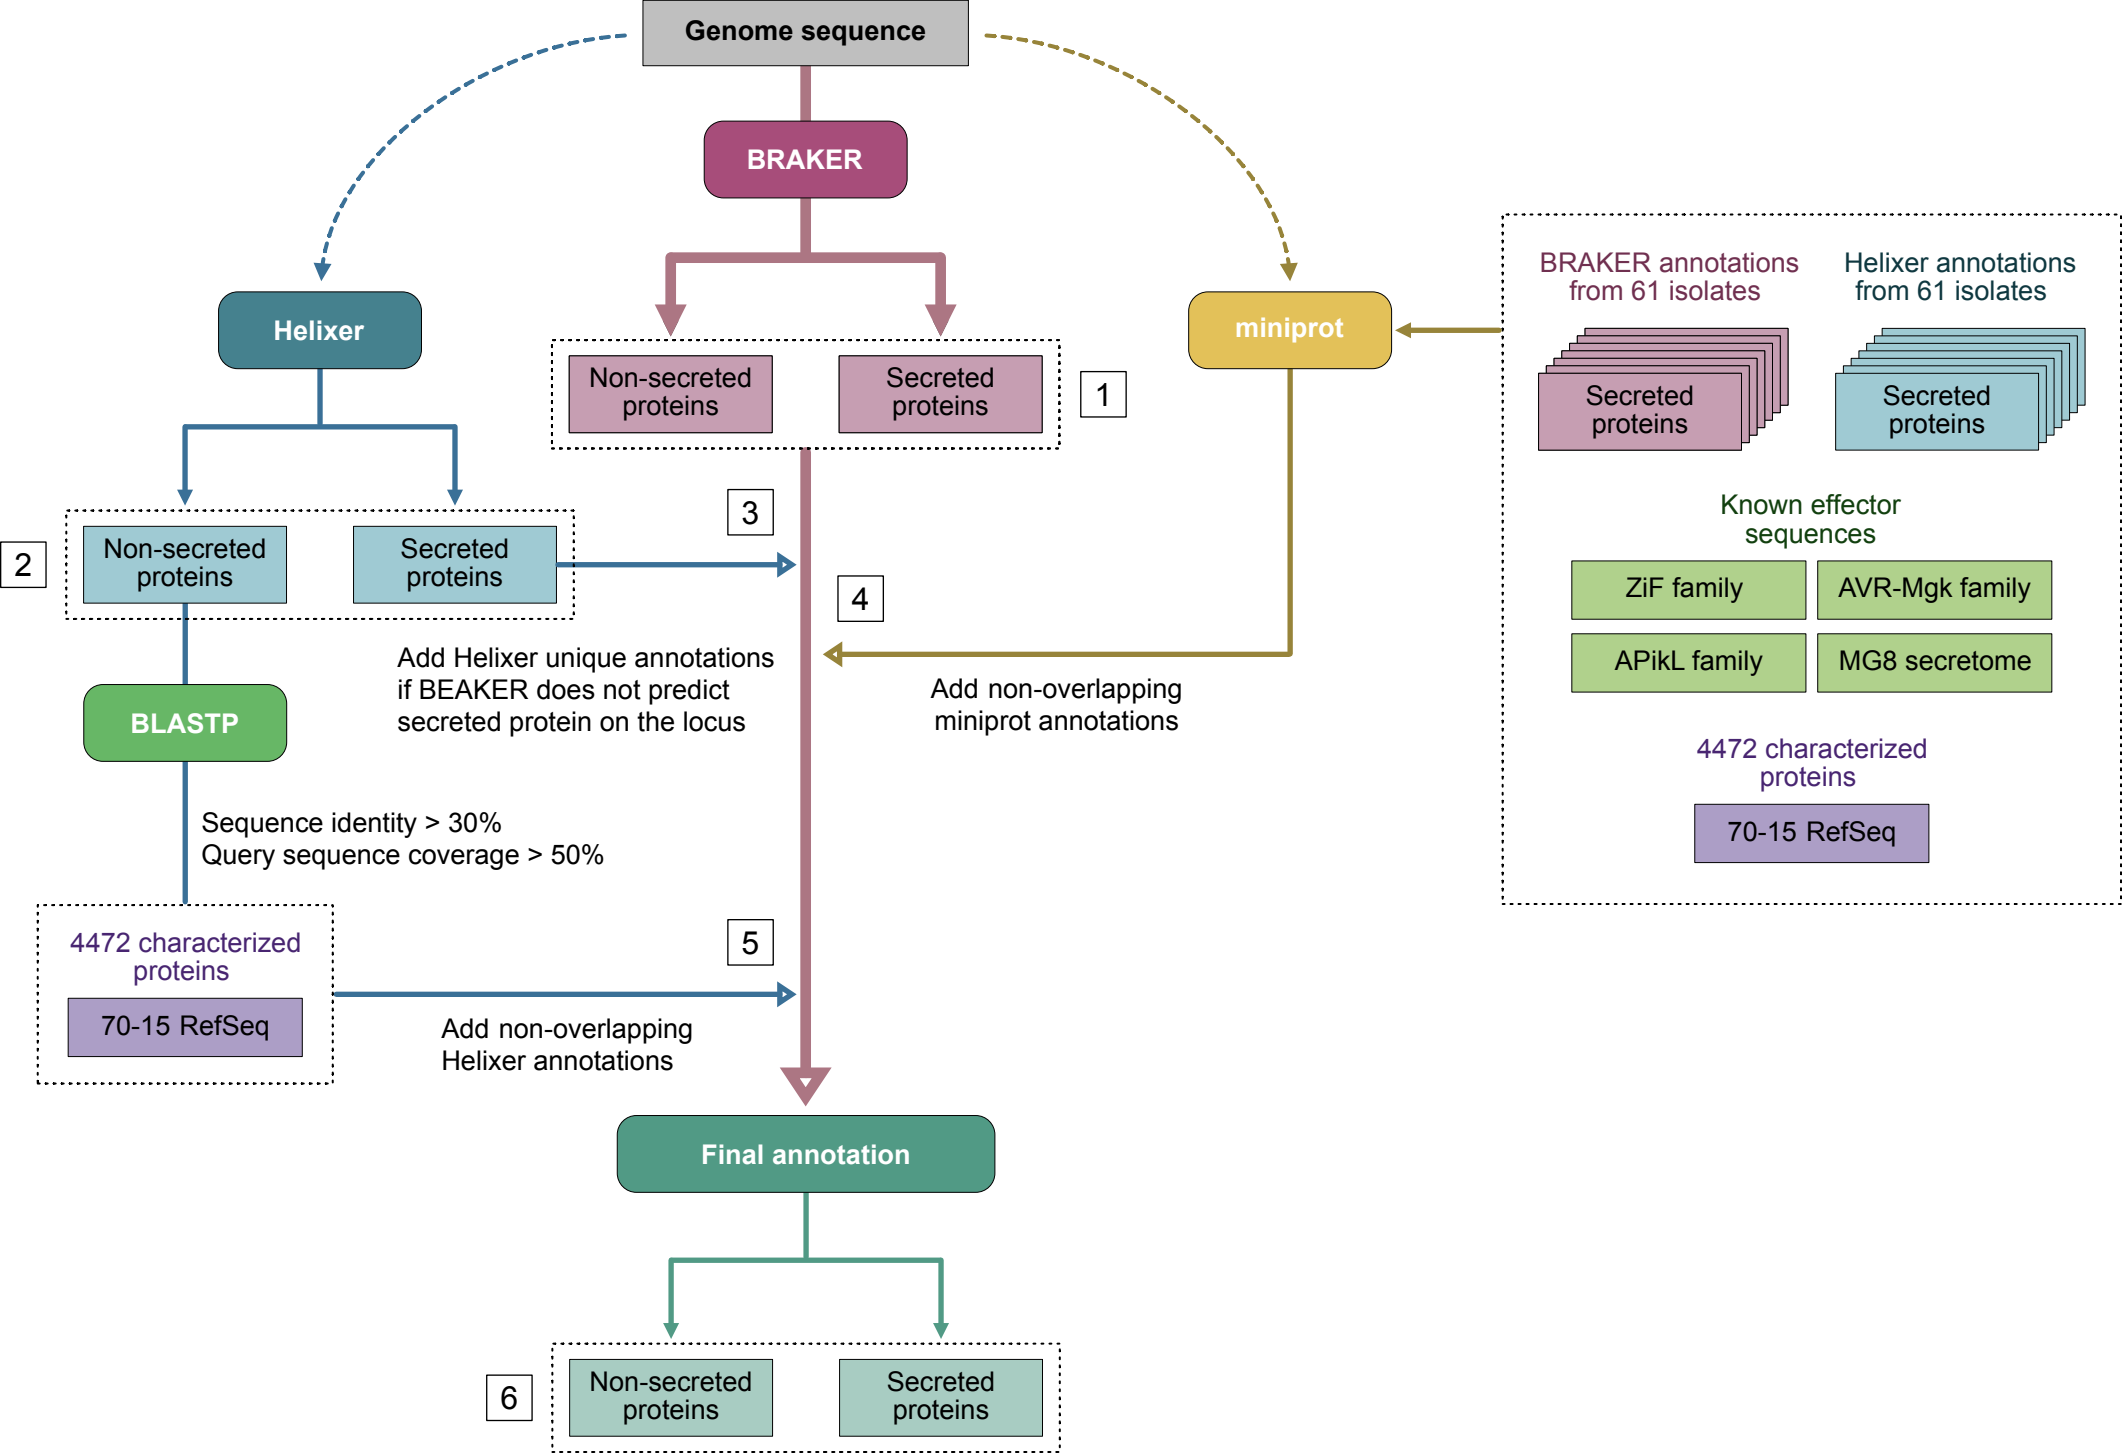 Genome sequence
BRAKER
Helixer
miniprot
Non-secreted
proteins
Secreted
proteins
1
BRAKER annotations
from 61 isolates
Helixer annotations
from 61 isolates
Secreted
proteins
Secreted
proteins
Known effector
sequences
ZiF family
AVR-Mgk family
APikL family
MG8 secretome
4472 characterized
proteins
70-15 RefSeq
2
Non-secreted
proteins
Secreted
proteins
3
4
Add Helixer unique annotations
if BEAKER does not predict
secreted protein on the locus
Add non-overlapping
miniprot annotations
BLASTP
Sequence identity > 30%
Query sequence coverage > 50%
4472 characterized
proteins
70-15 RefSeq
5
Add non-overlapping
Helixer annotations
Final annotation
6
Non-secreted
proteins
Secreted
proteins